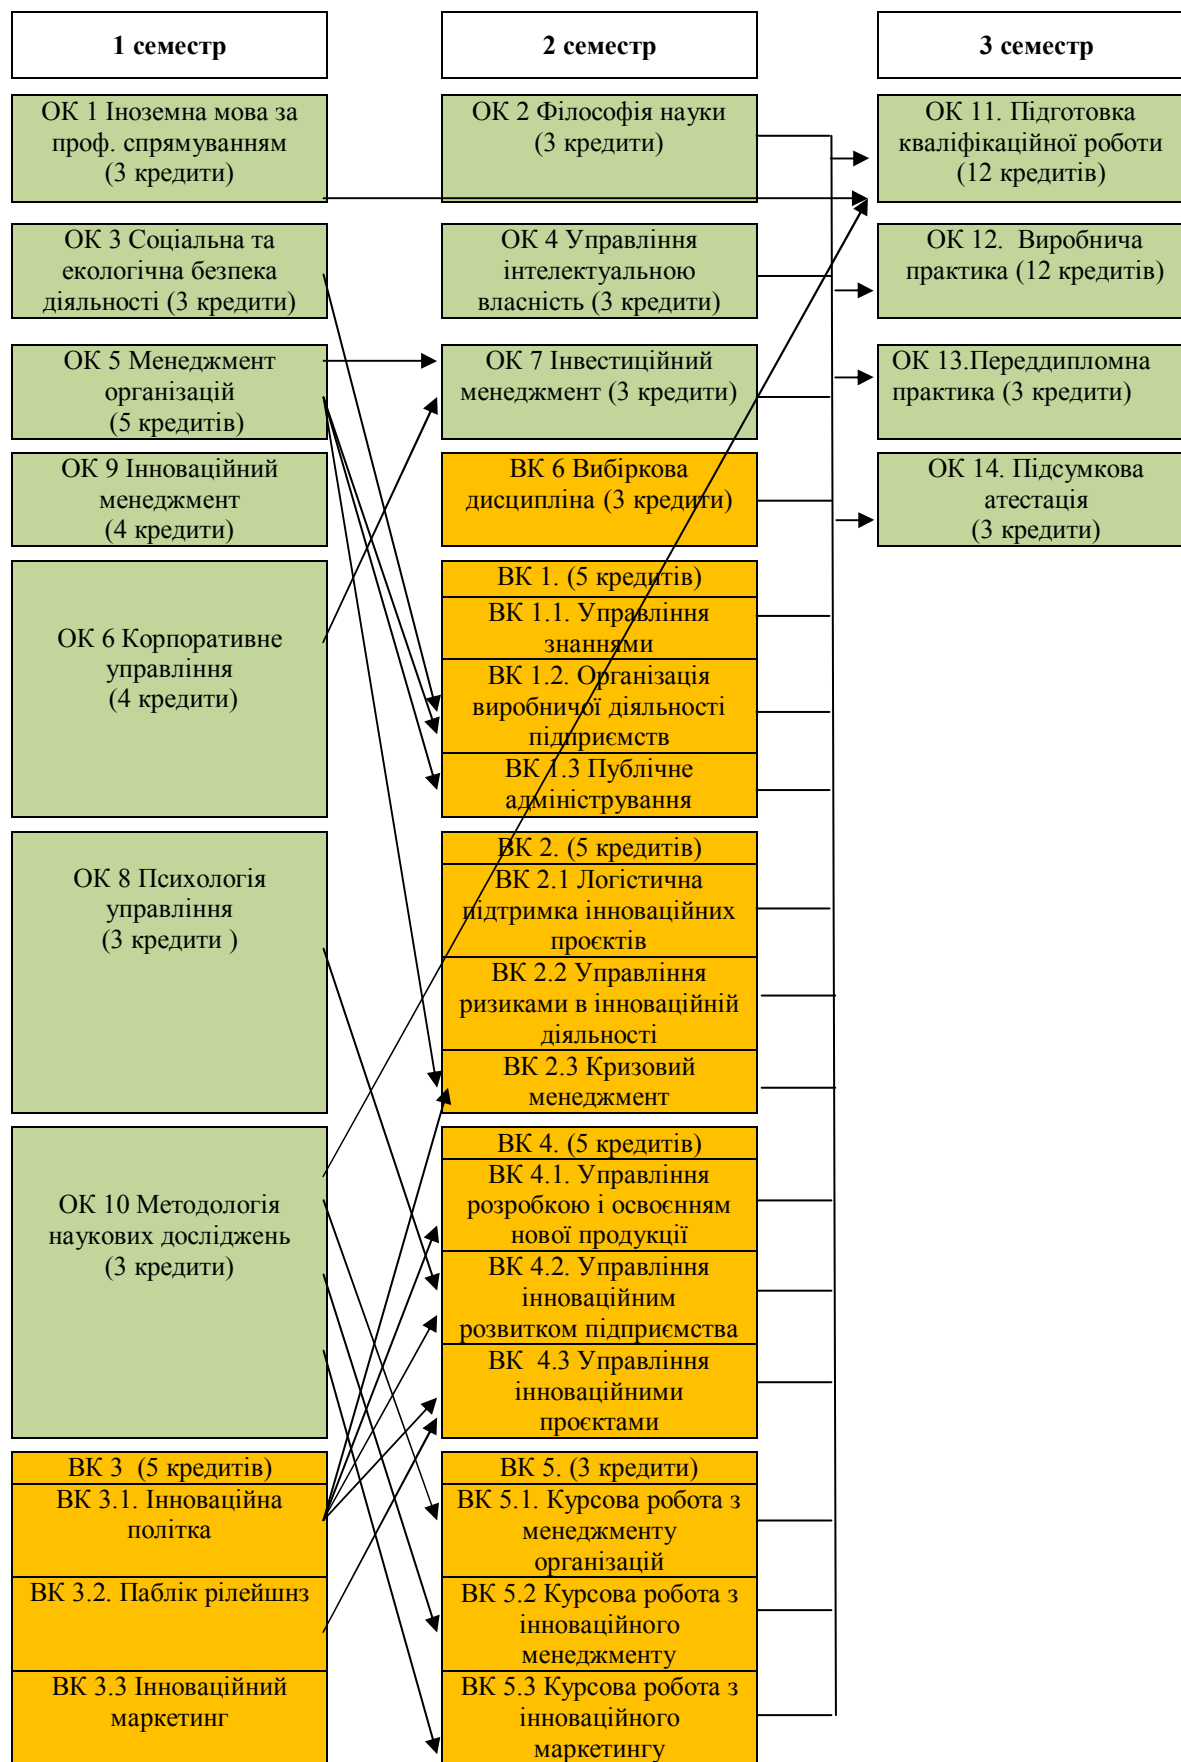 1 семестр
ОК 1 Іноземна мова за
проф. спрямуванням
(3 кредити)
ОК 3 Соціальна та
екологічна безпека
діяльності (3 кредити)
ОК 5 Менеджмент
організацій
(5 кредитів)
ОК 9 Інноваційний
менеджмент
(4 кредити)
ОК 6 Корпоративне
управління
(4 кредити)
ОК 8 Психологія
управління
(3 кредити )
ОК 10 Методологія
наукових досліджень
(3 кредити)
ВК 3 (5 кредитів)
ВК 3.1. Інноваційна
політка
ВК 3.2. Паблік рілейшнз
ВК 3.3 Інноваційний
маркетинг
2 семестр
ОК 2 Філософія науки
(3 кредити)
ОК 4 Управління
інтелектуальною
власність (3 кредити)
ОК 7 Інвестиційний
менеджмент (3 кредити)
ВК 6 Вибіркова
дисципліна (3 кредити)
ВК 1. (5 кредитів)
ВК 1.1. Управління
знаннями
ВК 1.2. Організація
виробничої діяльності
підприємств
ВК 1.3 Публічне
адміністрування
ВК 2. (5 кредитів)
ВК 2.1 Логістична
підтримка інноваційних
проєктів
ВК 2.2 Управління
ризиками в інноваційній
діяльності
ВК 2.3 Кризовий
менеджмент
ВК 4. (5 кредитів)
ВК 4.1. Управління
розробкою і освоєнням
нової продукції
ВК 4.2. Управління
інноваційним
розвитком підприємства
ВК 4.3 Управління
інноваційними
проєктами
ВК 5. (3 кредити)
ВК 5.1. Курсова робота з
менеджменту
організацій
ВК 5.2 Курсова робота з
інноваційного
менеджменту
ВК 5.3 Курсова робота з
інноваційного
маркетингу
3 семестр
ОК 11. Підготовка
кваліфікаційної роботи
(12 кредитів)
ОК 12. Виробнича
практика (12 кредитів)
ОК 13.Переддипломна
практика (3 кредити)
ОК 14. Підсумкова
атестація
(3 кредити)